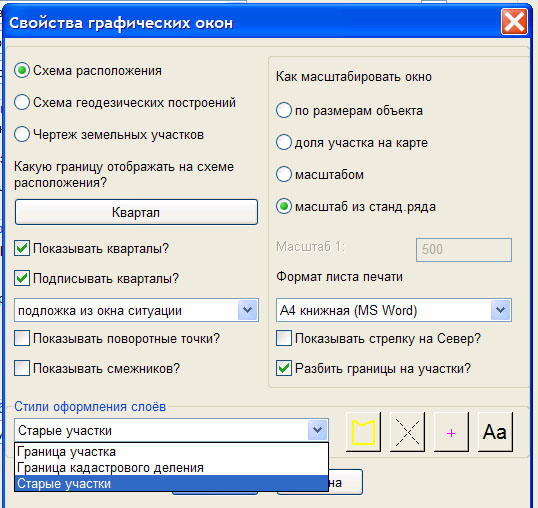 Свойства графических окон
Схема расположения
Схема геодезических построений
Чертеж земельных участков
Какую границу отображать на схеме
расположения?
Квартал
Показывать кварталы?
Подписывать кварталы?
подложка из окна ситуации
Показывать поворотные точки?
Показывать смежников?
Как масштабировать окно
по размерам объекта
доля участка на карте
масштабом
масштаб из станд.ряда
Масштаб 1:
500
Формат листа печати
А4 книжная (MS Word)
Показывать стрелку на Север?
Разбить границы на участки?
Стили оформления слоёв
Старые участки
Aa
Граница участка
Граница кадастрового деления
Старые участки